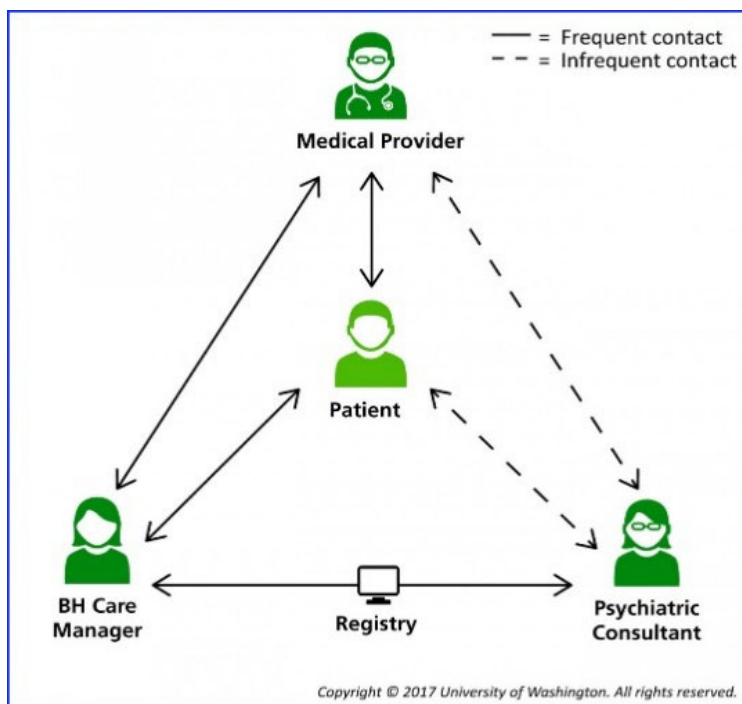 = Frequent contact
= Infrequent contact
Medical Provider
Patient
BH Care
Manager
Registry
Psychiatric
Consultant
Copyright © 2017 University of Washington. All rights reserved.